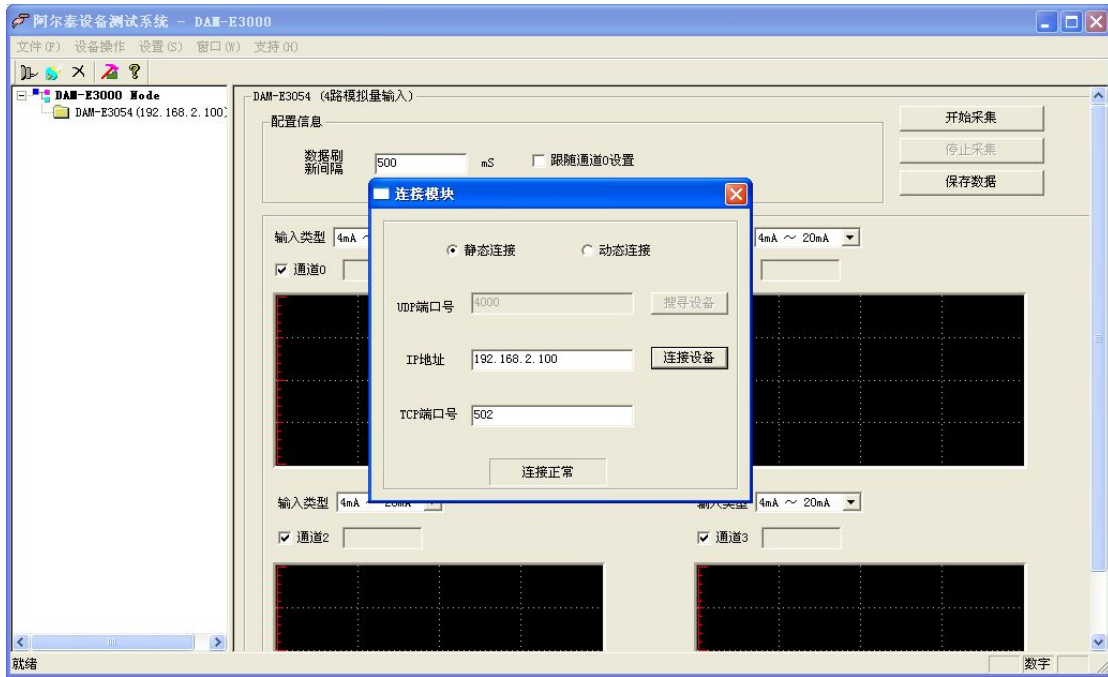 阿尔泰设备测试系统 - DAM-E3000
文件(F) 设备操作 设置(S) 窗口(W) 支持(H)
DAM-E3000 Node
DAM-E3054(192.168.2.100)
DAM-E3054 (4路模拟量输入)
配置信息
数据刷
新间隔
500
mS
跟随通道0设置
开始采集
停止采集
保存数据
连接模块
静态连接
动态连接
UDP端口号
4000
搜寻设备
IP地址
192.168.2.100
连接设备
TCP端口号
502
连接正常
输入类型 4mA
4mA ～ 20mA
通道0
输入类型 4mA ～ 20mA
输入类型 4mA ～ 20mA
通道2
通道3
就绪
数字